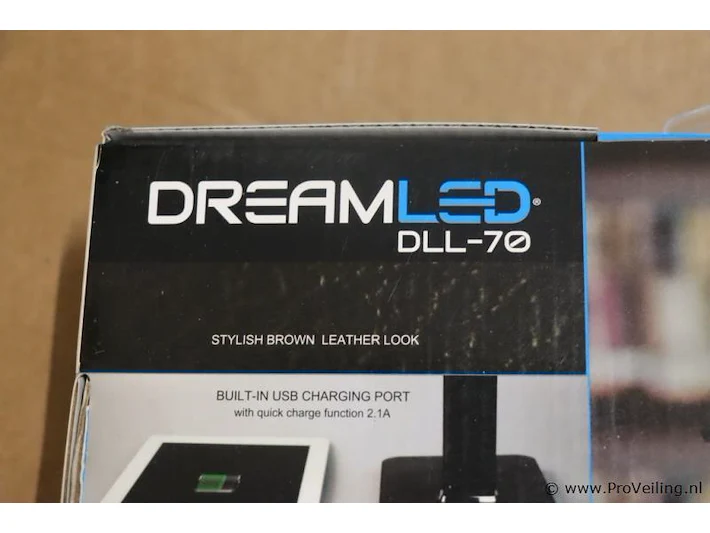 DREAMLED®
DLL-70
STYLISH BROWN LEATHER LOOK
BUILT-IN USB CHARGING PORT
with quick charge function 2.1A
© www.ProVeiling.nl